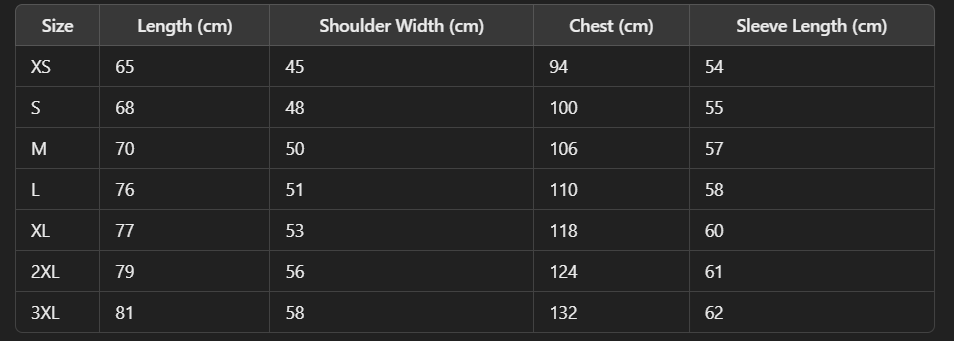 Size Length (cm) Shoulder Width (cm) Chest (cm) Sleeve Length (cm)
XS 65 45 94 54
S 68 48 100 55
M 70 50 106 57
L 76 51 110 58
XL 77 53 118 60
2XL 79 56 124 61
3XL 81 58 132 62